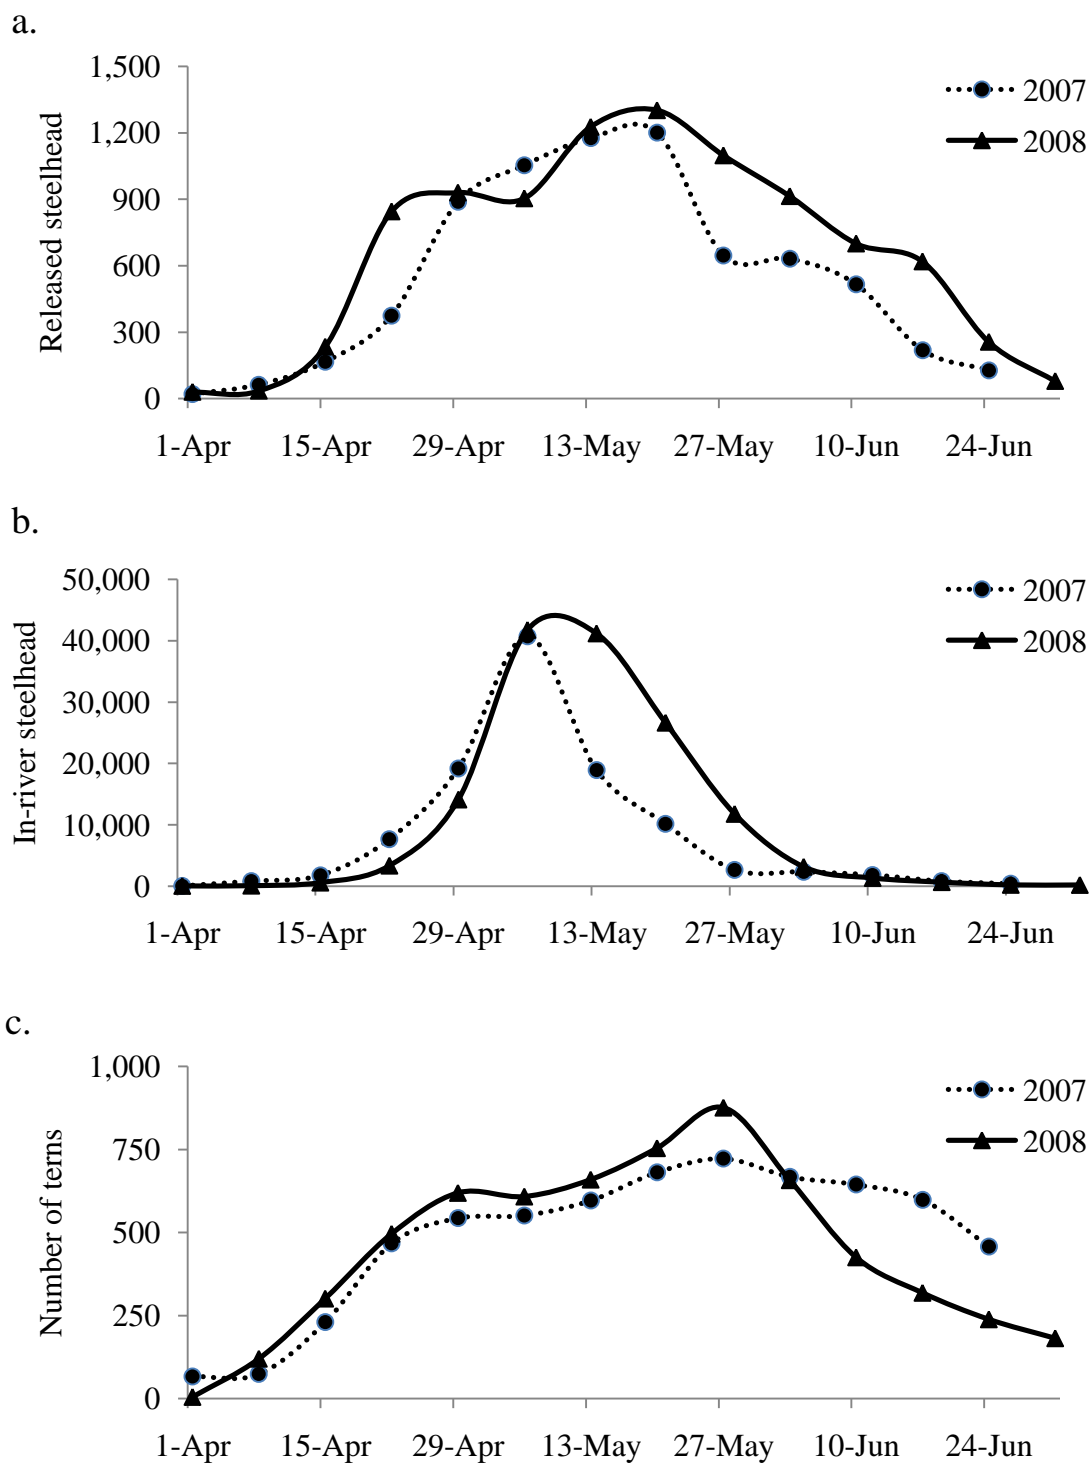 a.
1,500
1,200
900
600
300
0
Released steelhead
2007
2008
1-Apr 15-Apr 29-Apr 13-May 27-May 10-Jun 24-Jun
b.
50,000
40,000
30,000
20,000
10,000
0
In-river steelhead
2007
2008
1-Apr 15-Apr 29-Apr 13-May 27-May 10-Jun 24-Jun
c.
1,000
750
500
250
0
Number of terns
2007
2008
1-Apr 15-Apr 29-Apr 13-May 27-May 10-Jun 24-Jun